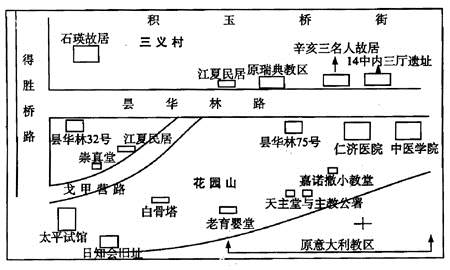 积玉桥街
得胜桥路
石瑛故居
三义村
辛亥三名人故居
14中内三厅遗址
江夏民居
原瑞典教区
昙华林路
昙华林32号
江夏民居
昙华林75号
仁济医院
中医学院
崇真堂
戈甲营路
花园山
嘉诺撒小教堂
白骨塔
天主堂与主教公署
老育婴堂
太平试馆
日知会旧址
原意大利教区